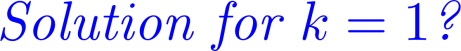 Solution for k = 1?